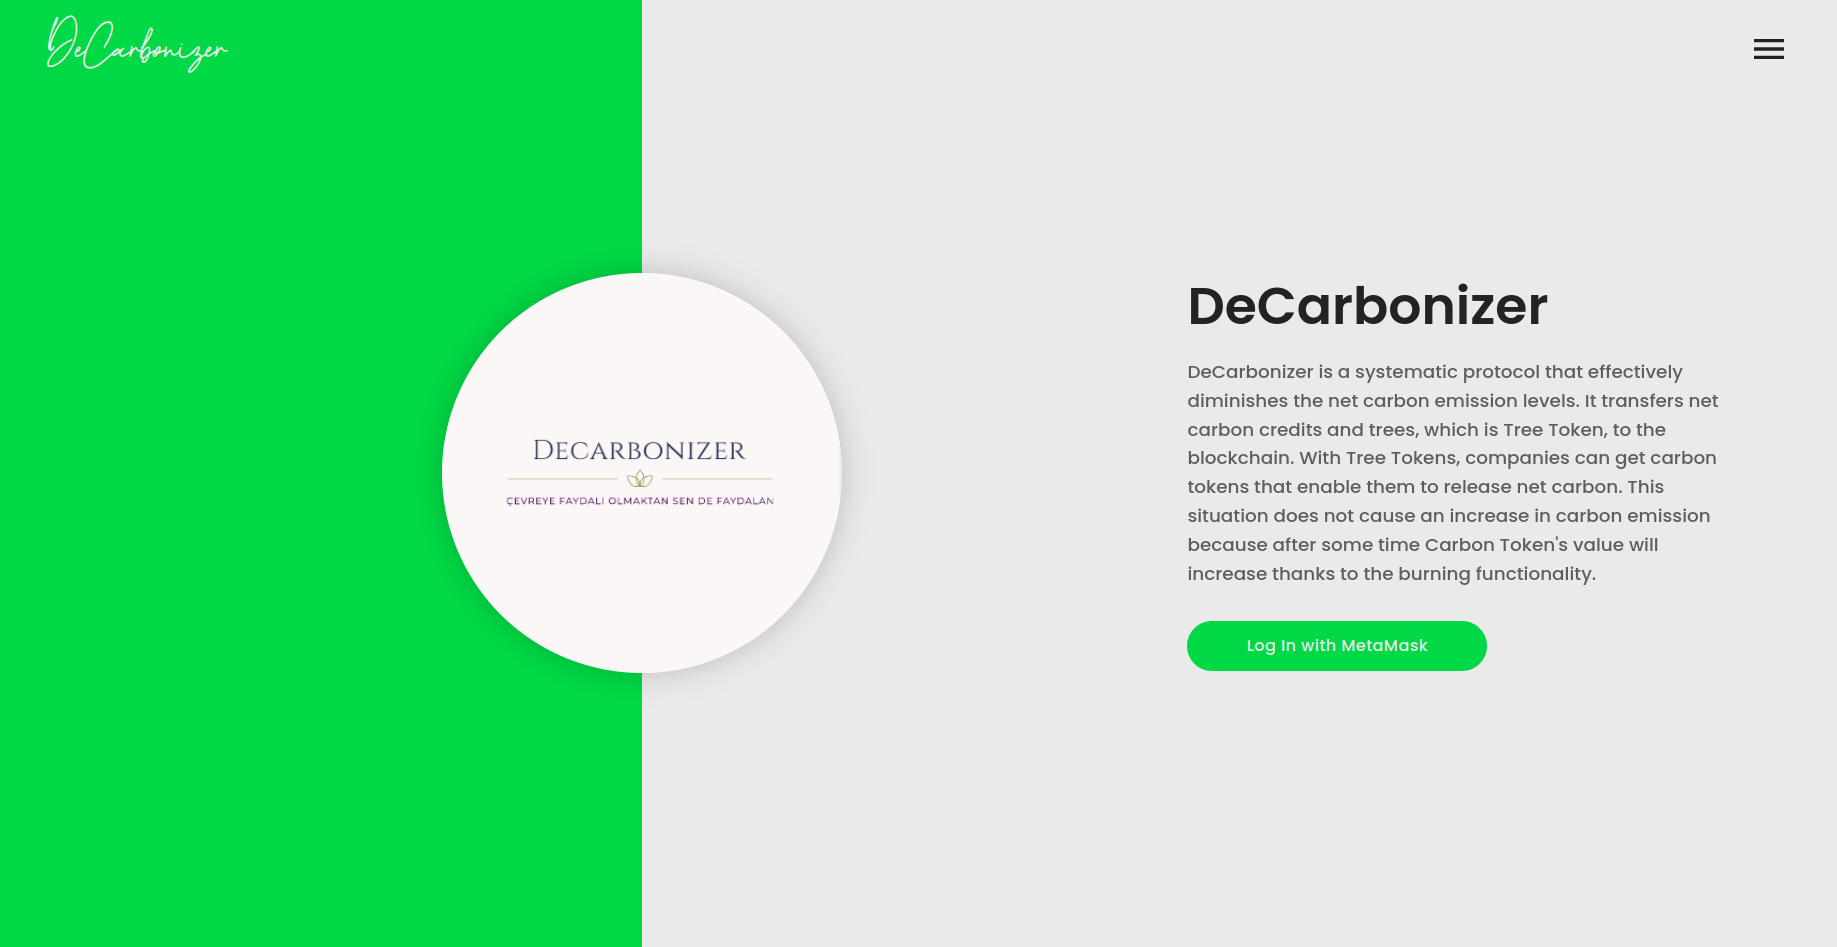 DeCarbonizer
DECARBONIZER
ÇEVREYE FAYDALI OLMAKTAN SEN DE FAYDALAN
DeCarbonizer
DeCarbonizer is a systematic protocol that effectively
diminishes the net carbon emission levels. It transfers net
carbon credits and trees, which is Tree Token, to the
blockchain. With Tree Tokens, companies can get carbon
tokens that enable them to release net carbon. This
situation does not cause an increase in carbon emission
because after some time Carbon Token's value will
increase thanks to the burning functionality.
Log In with MetaMask